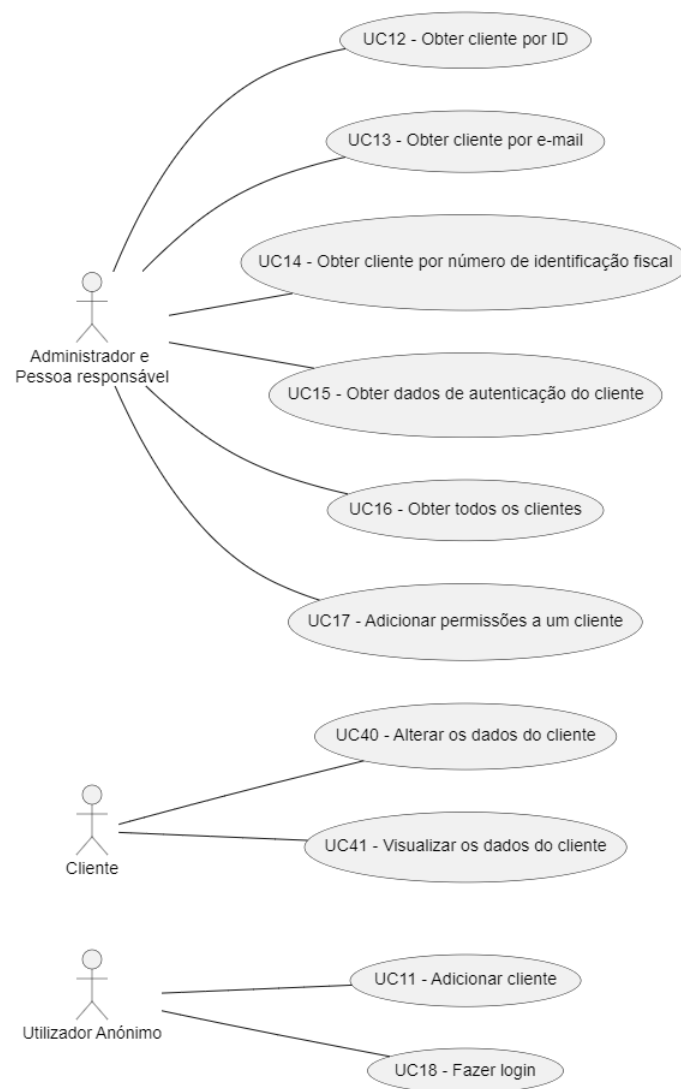 UC12 - Obter cliente por ID
UC13 - Obter cliente por e-mail
UC14 - Obter cliente por número de identificação fiscal
Administrador e
Pessoa responsável
UC15 - Obter dados de autenticação do cliente
UC16 - Obter todos os clientes
UC17 - Adicionar permissões a um cliente
UC40 - Alterar os dados do cliente
Cliente
UC41 - Visualizar os dados do cliente
UC11 - Adicionar cliente
Utilizador Anónimo
UC18 - Fazer login